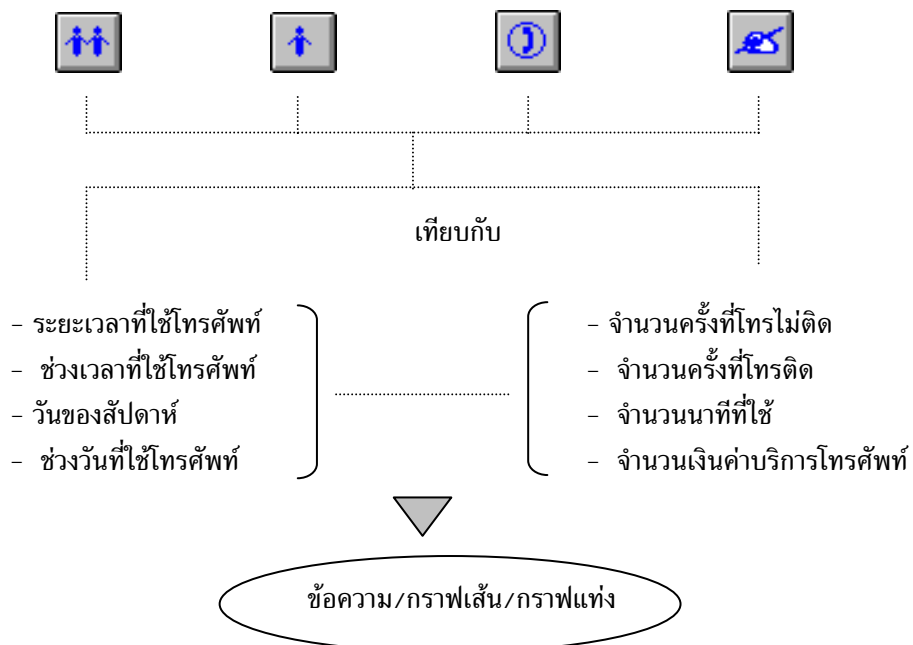 เทียบกับ
- ระยะเวลาที่ใช้โทรศัพท์
- ช่วงเวลาที่ใช้โทรศัพท์
- วันของสัปดาห์
- ช่วงวันที่ใช้โทรศัพท์
- จำนวนครั้งที่โทรไม่ติด
- จำนวนครั้งที่โทรติด
- จำนวนนาทีที่ใช้
- จำนวนเงินค่าบริการโทรศัพท์
ข้อความ/กราฟเส้น/กราฟแท่ง